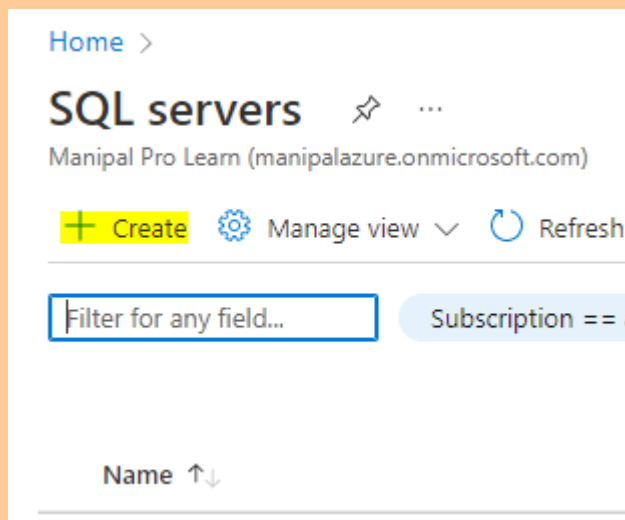 Home >
SQL servers ...
Manipal Pro Learn (manipalazure.onmicrosoft.com)
+ Create Manage view Refresh
Filter for any field... Subscription ==
Name ↑↓